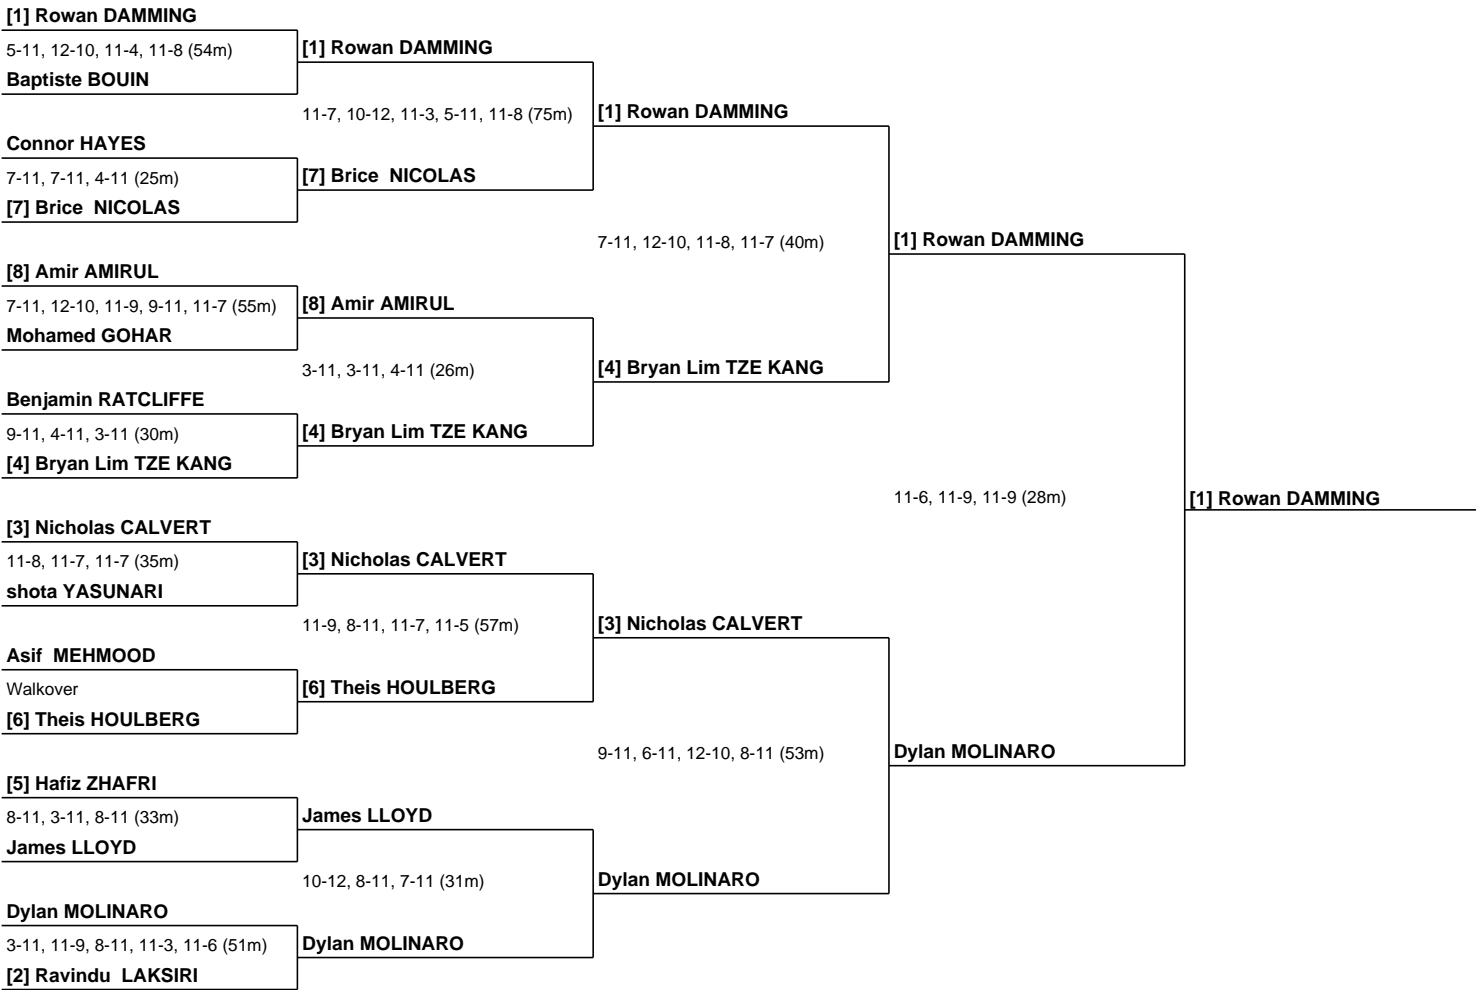 [1] Rowan DAMMING
5-11, 12-10, 11-4, 11-8 (54m)
Baptiste BOUIN
Connor HAYES
7-11, 7-11, 4-11 (25m)
[7] Brice  NICOLAS
[8] Amir AMIRUL
7-11, 12-10, 11-9, 9-11, 11-7 (55m)
Mohamed GOHAR
Benjamin RATCLIFFE
9-11, 4-11, 3-11 (30m)
[4] Bryan Lim TZE KANG
[3] Nicholas CALVERT
11-8, 11-7, 11-7 (35m)
shota YASUNARI
Asif  MEHMOOD
Walkover
[6] Theis HOULBERG
[5] Hafiz ZHAFRI
8-11, 3-11, 8-11 (33m)
James LLOYD
Dylan MOLINARO
3-11, 11-9, 8-11, 11-3, 11-6 (51m)
[2] Ravindu  LAKSIRI
[1] Rowan DAMMING
11-7, 10-12, 11-3, 5-11, 11-8 (75m)
[7] Brice  NICOLAS
[8] Amir AMIRUL
3-11, 3-11, 4-11 (26m)
[4] Bryan Lim TZE KANG
[3] Nicholas CALVERT
11-9, 8-11, 11-7, 11-5 (57m)
[6] Theis HOULBERG
James LLOYD
10-12, 8-11, 7-11 (31m)
Dylan MOLINARO
[1] Rowan DAMMING
7-11, 12-10, 11-8, 11-7 (40m)
[4] Bryan Lim TZE KANG
[3] Nicholas CALVERT
9-11, 6-11, 12-10, 8-11 (53m)
Dylan MOLINARO
[1] Rowan DAMMING
11-6, 11-9, 11-9 (28m)
Dylan MOLINARO
[1] Rowan DAMMING